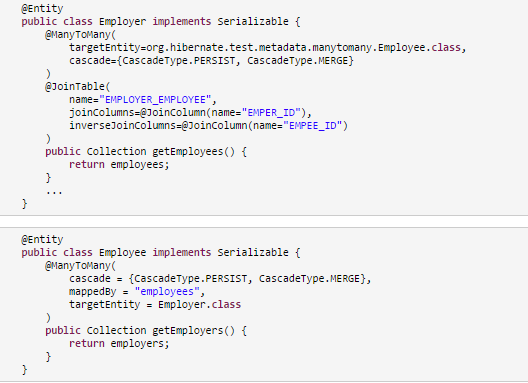 @Entity
public class Employer implements Serializable {
    @ManyToMany(
        targetEntity=org.hibernate.test.metadata.manytomany.Employee.class,
        cascade={CascadeType.PERSIST, CascadeType.MERGE}
    )
    @JoinTable(
        name="EMPLOYER_EMPLOYEE",
        joinColumns=@JoinColumn(name="EMPER_ID"),
        inverseJoinColumns=@JoinColumn(name="EMPEE_ID")
    )
    public Collection getEmployees() {
        return employees;
    }
    ...
}
@Entity
public class Employee implements Serializable {
    @ManyToMany(
        cascade = {CascadeType.PERSIST, CascadeType.MERGE},
        mappedBy = "employees",
        targetEntity = Employer.class
    )
    public Collection getEmployers() {
        return employers;
    }
}